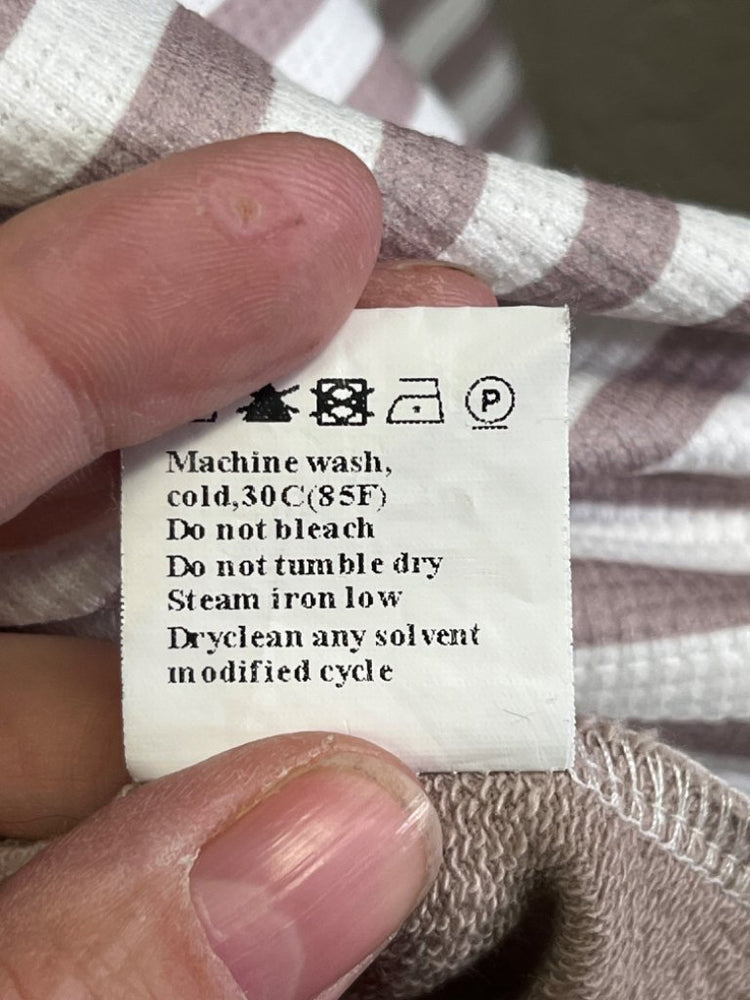 P
Machine wash,
cold,30C(85F)
Do not bleach
Do not tumble dry
Steam iron low
Dryclean any solvent
modified cycle